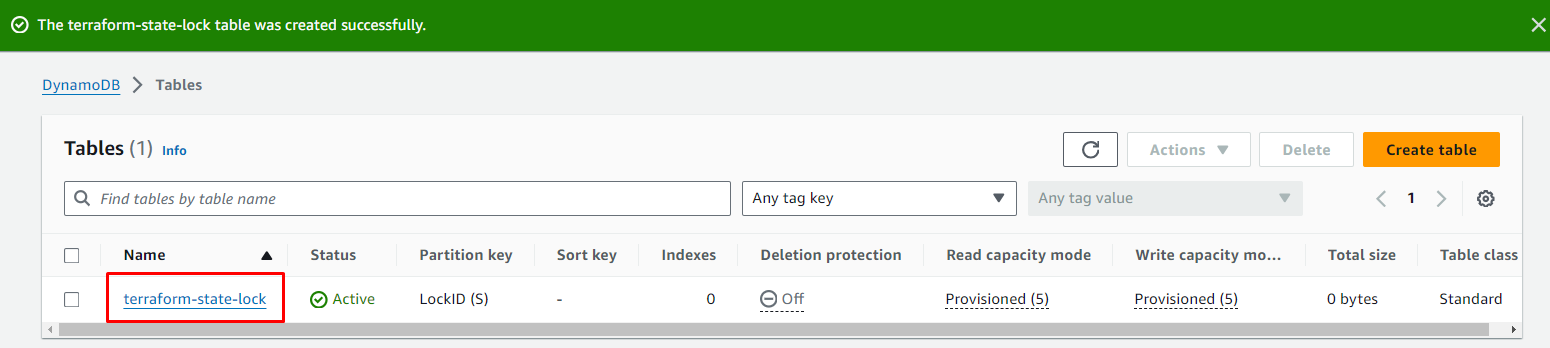 The terraform-state-lock table was created successfully.
DynamoDB > Tables
Tables (1) Info Actions Delete Create table
Find tables by table name Any tag key Any tag value 1
Name Status Partition key Sort key Indexes Deletion protection Read capacity mode Write capacity mo... Total size Table class
terraform-state-lock Active LockID (S) - 0 Off Provisioned (5) Provisioned (5) 0 bytes Standard